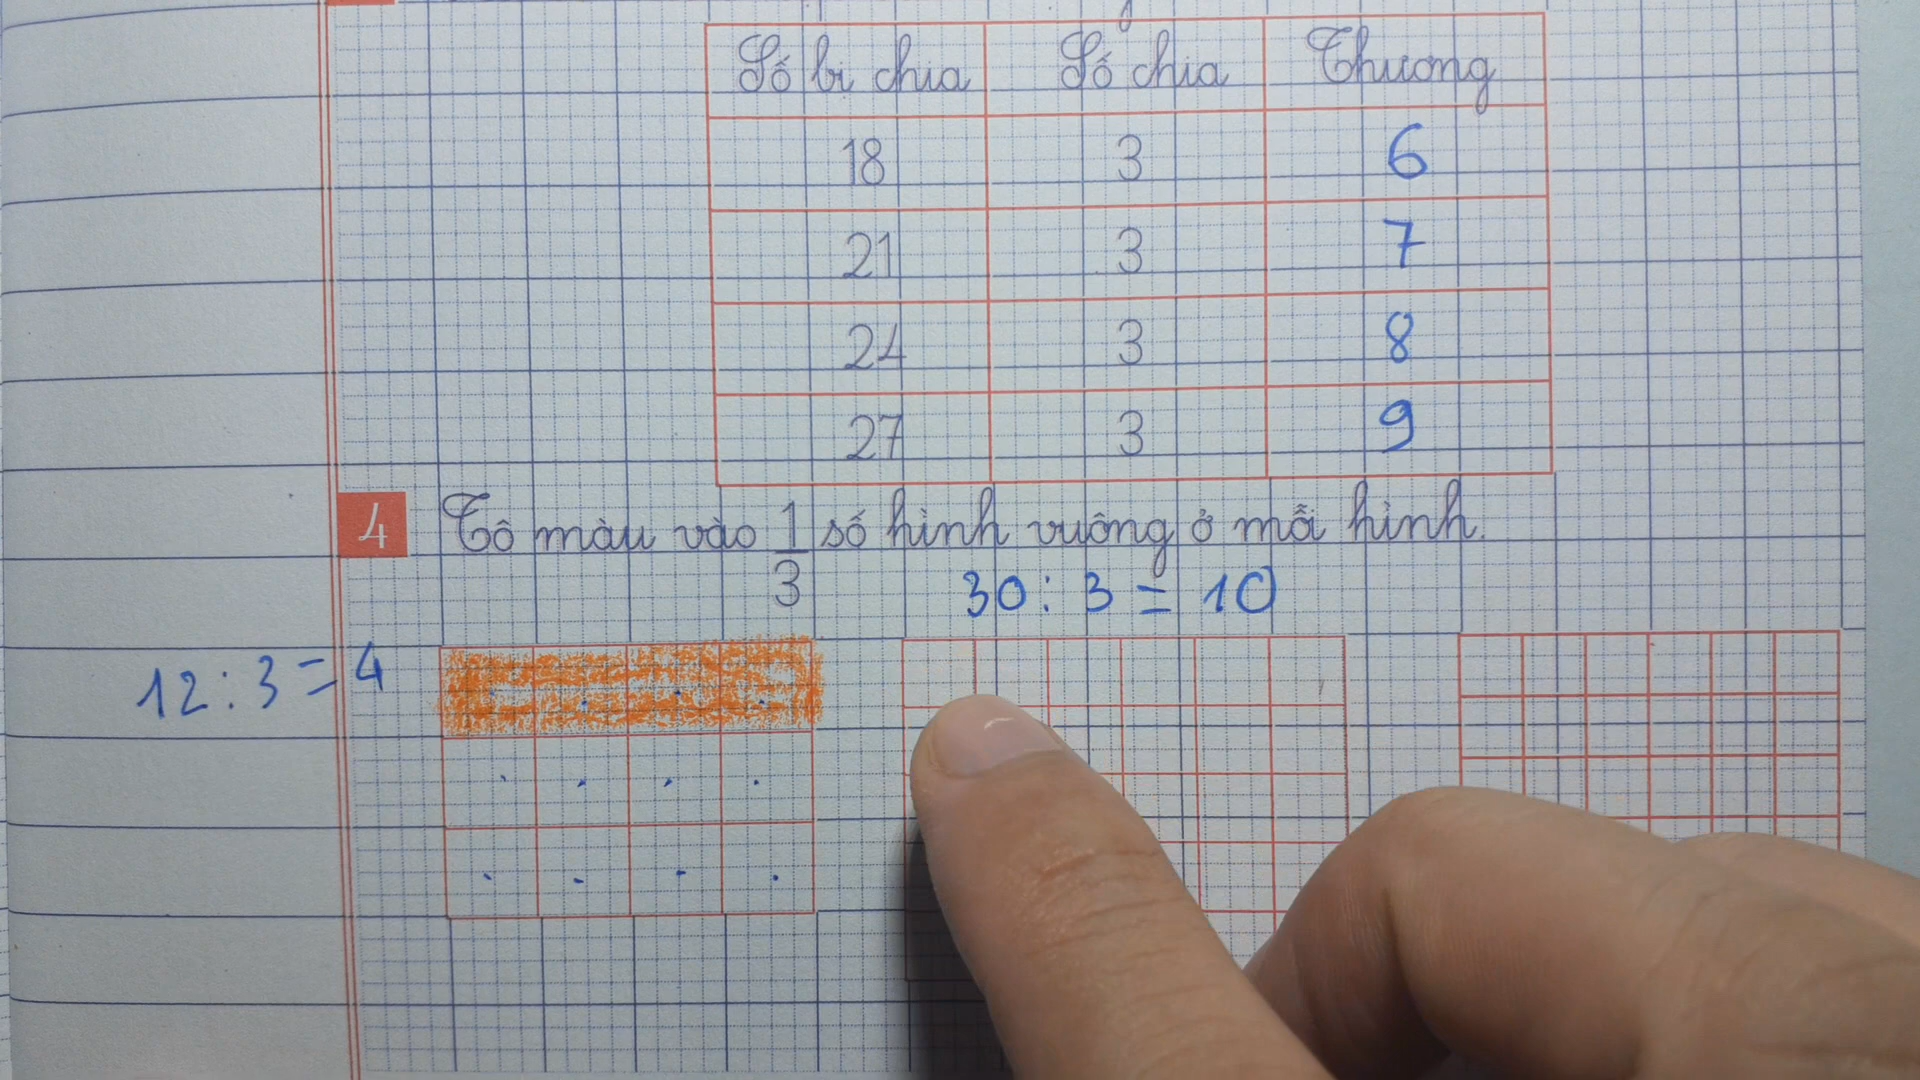 Số bị chia Số chia Thương
18 3 6
21 3 7
24 3 8
27 3 9
4 Tô màu vào 1/3 số hình vuông ở mỗi hình.
30 : 3 = 10
12 : 3 = 4